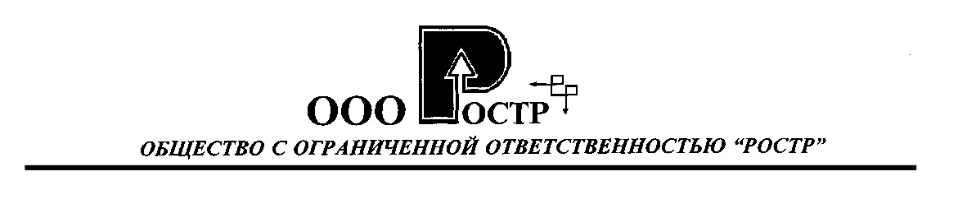 ООО РОСТР
ОБЩЕСТВО С ОГРАНИЧЕННОЙ ОТВЕТСТВЕННОСТЬЮ “РОСТР”